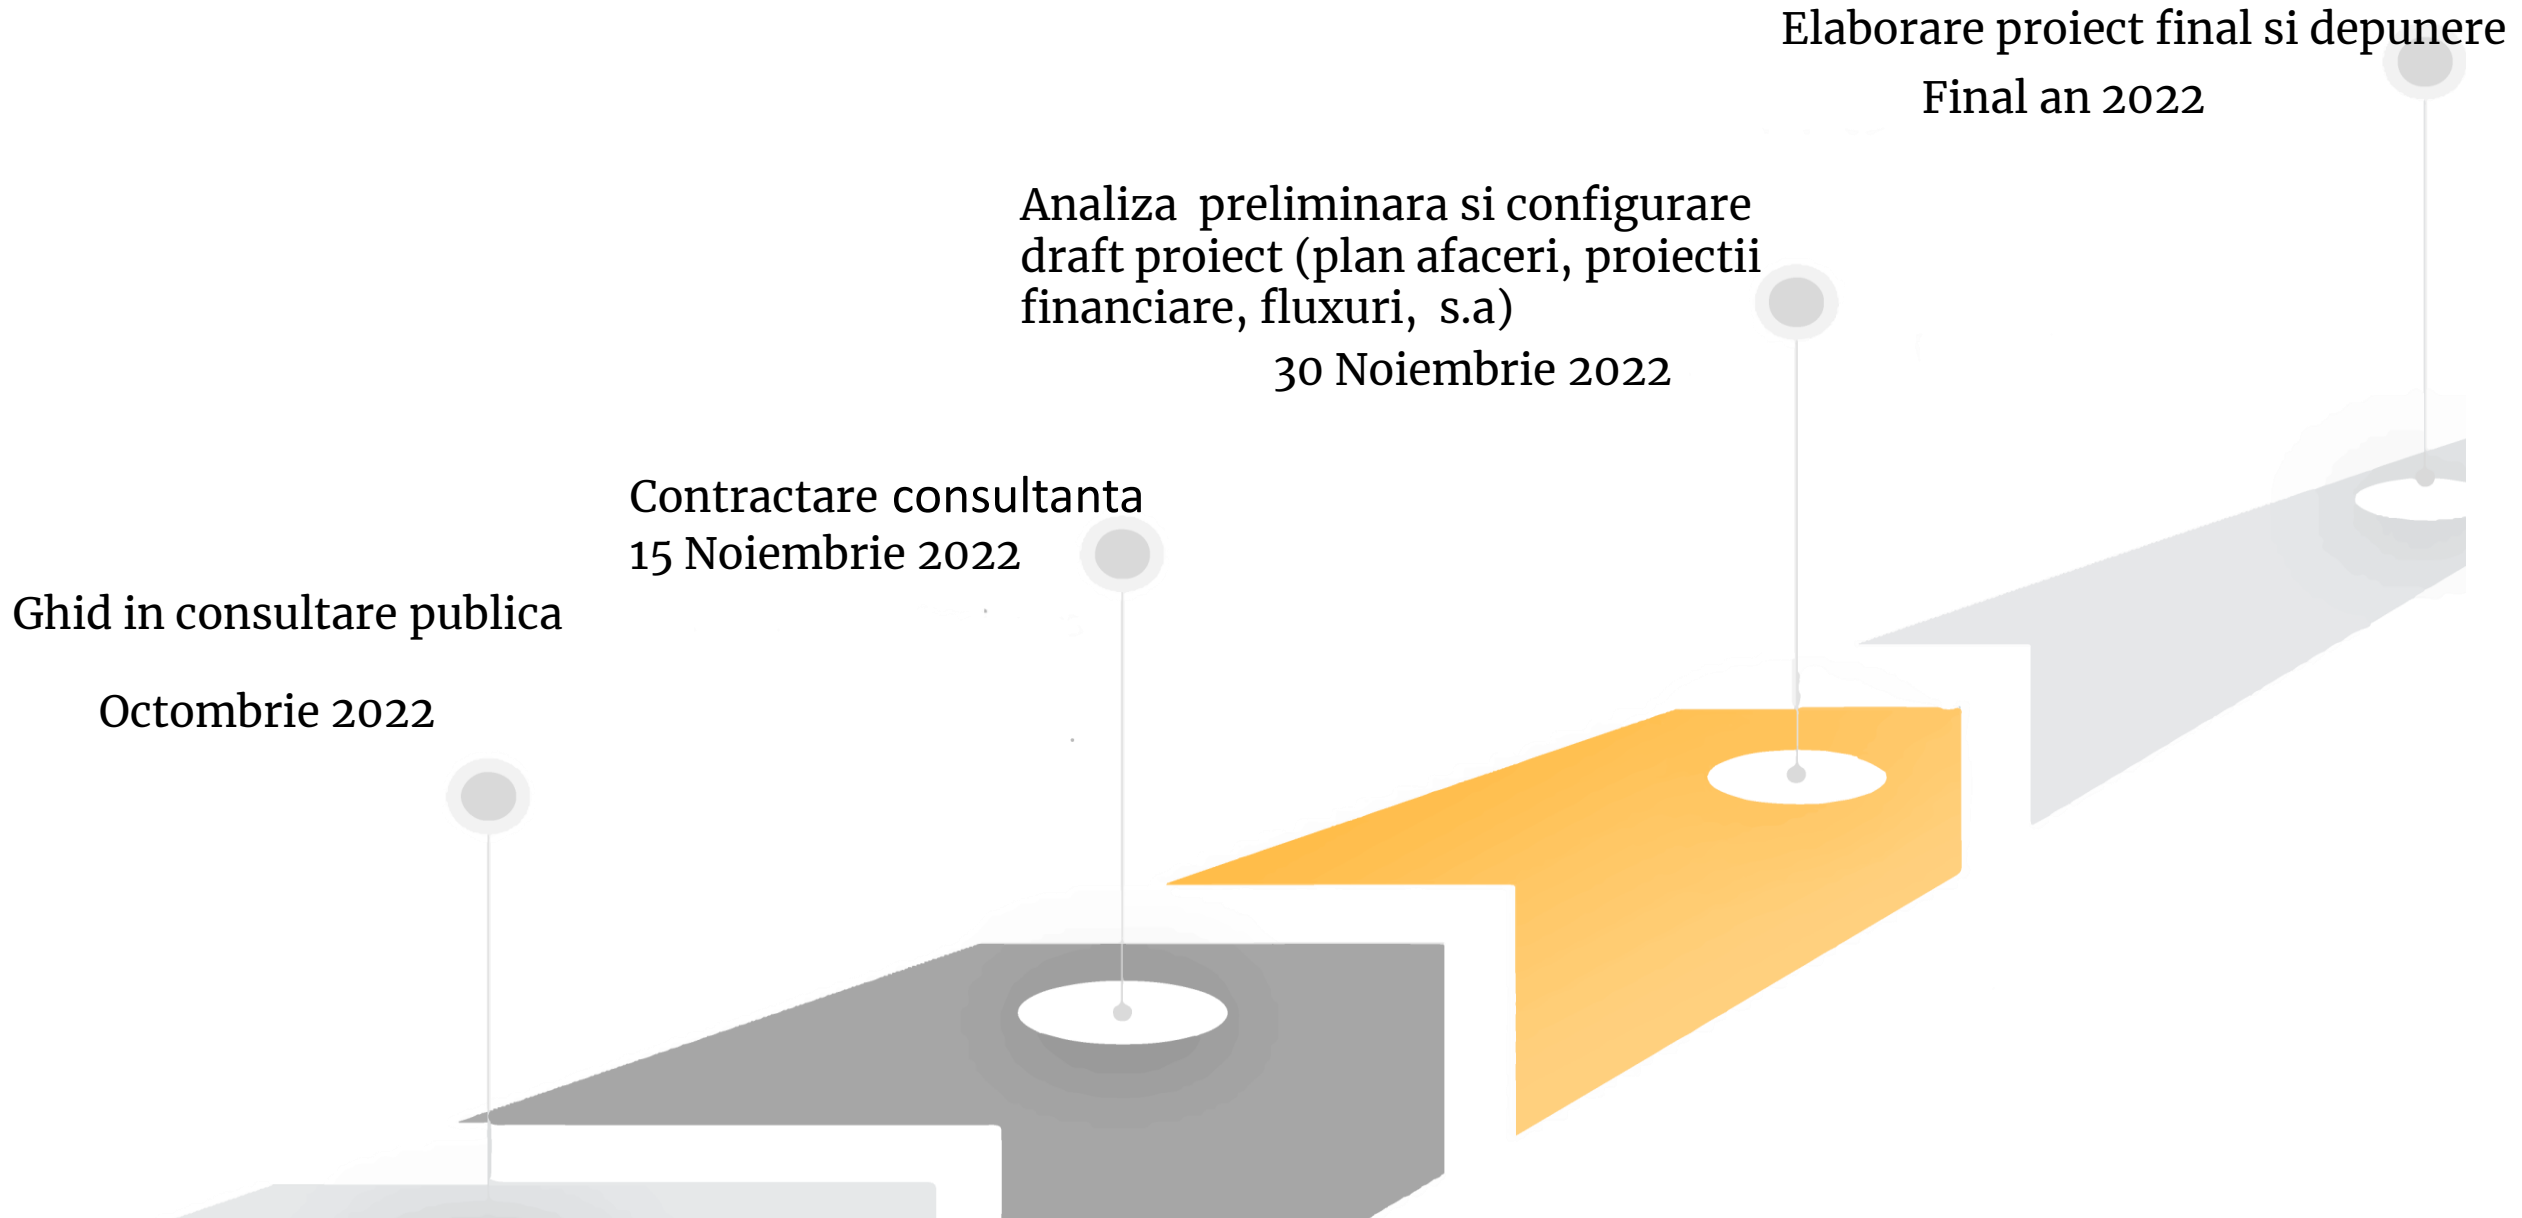 Ghid in consultare publica
Octombrie 2022
Contractare consultanta
15 Noiembrie 2022
Analiza preliminara si configurare
draft proiect (plan afaceri, proiectii
financiare, fluxuri, s.a)
30 Noiembrie 2022
Elaborare proiect final si depunere
Final an 2022